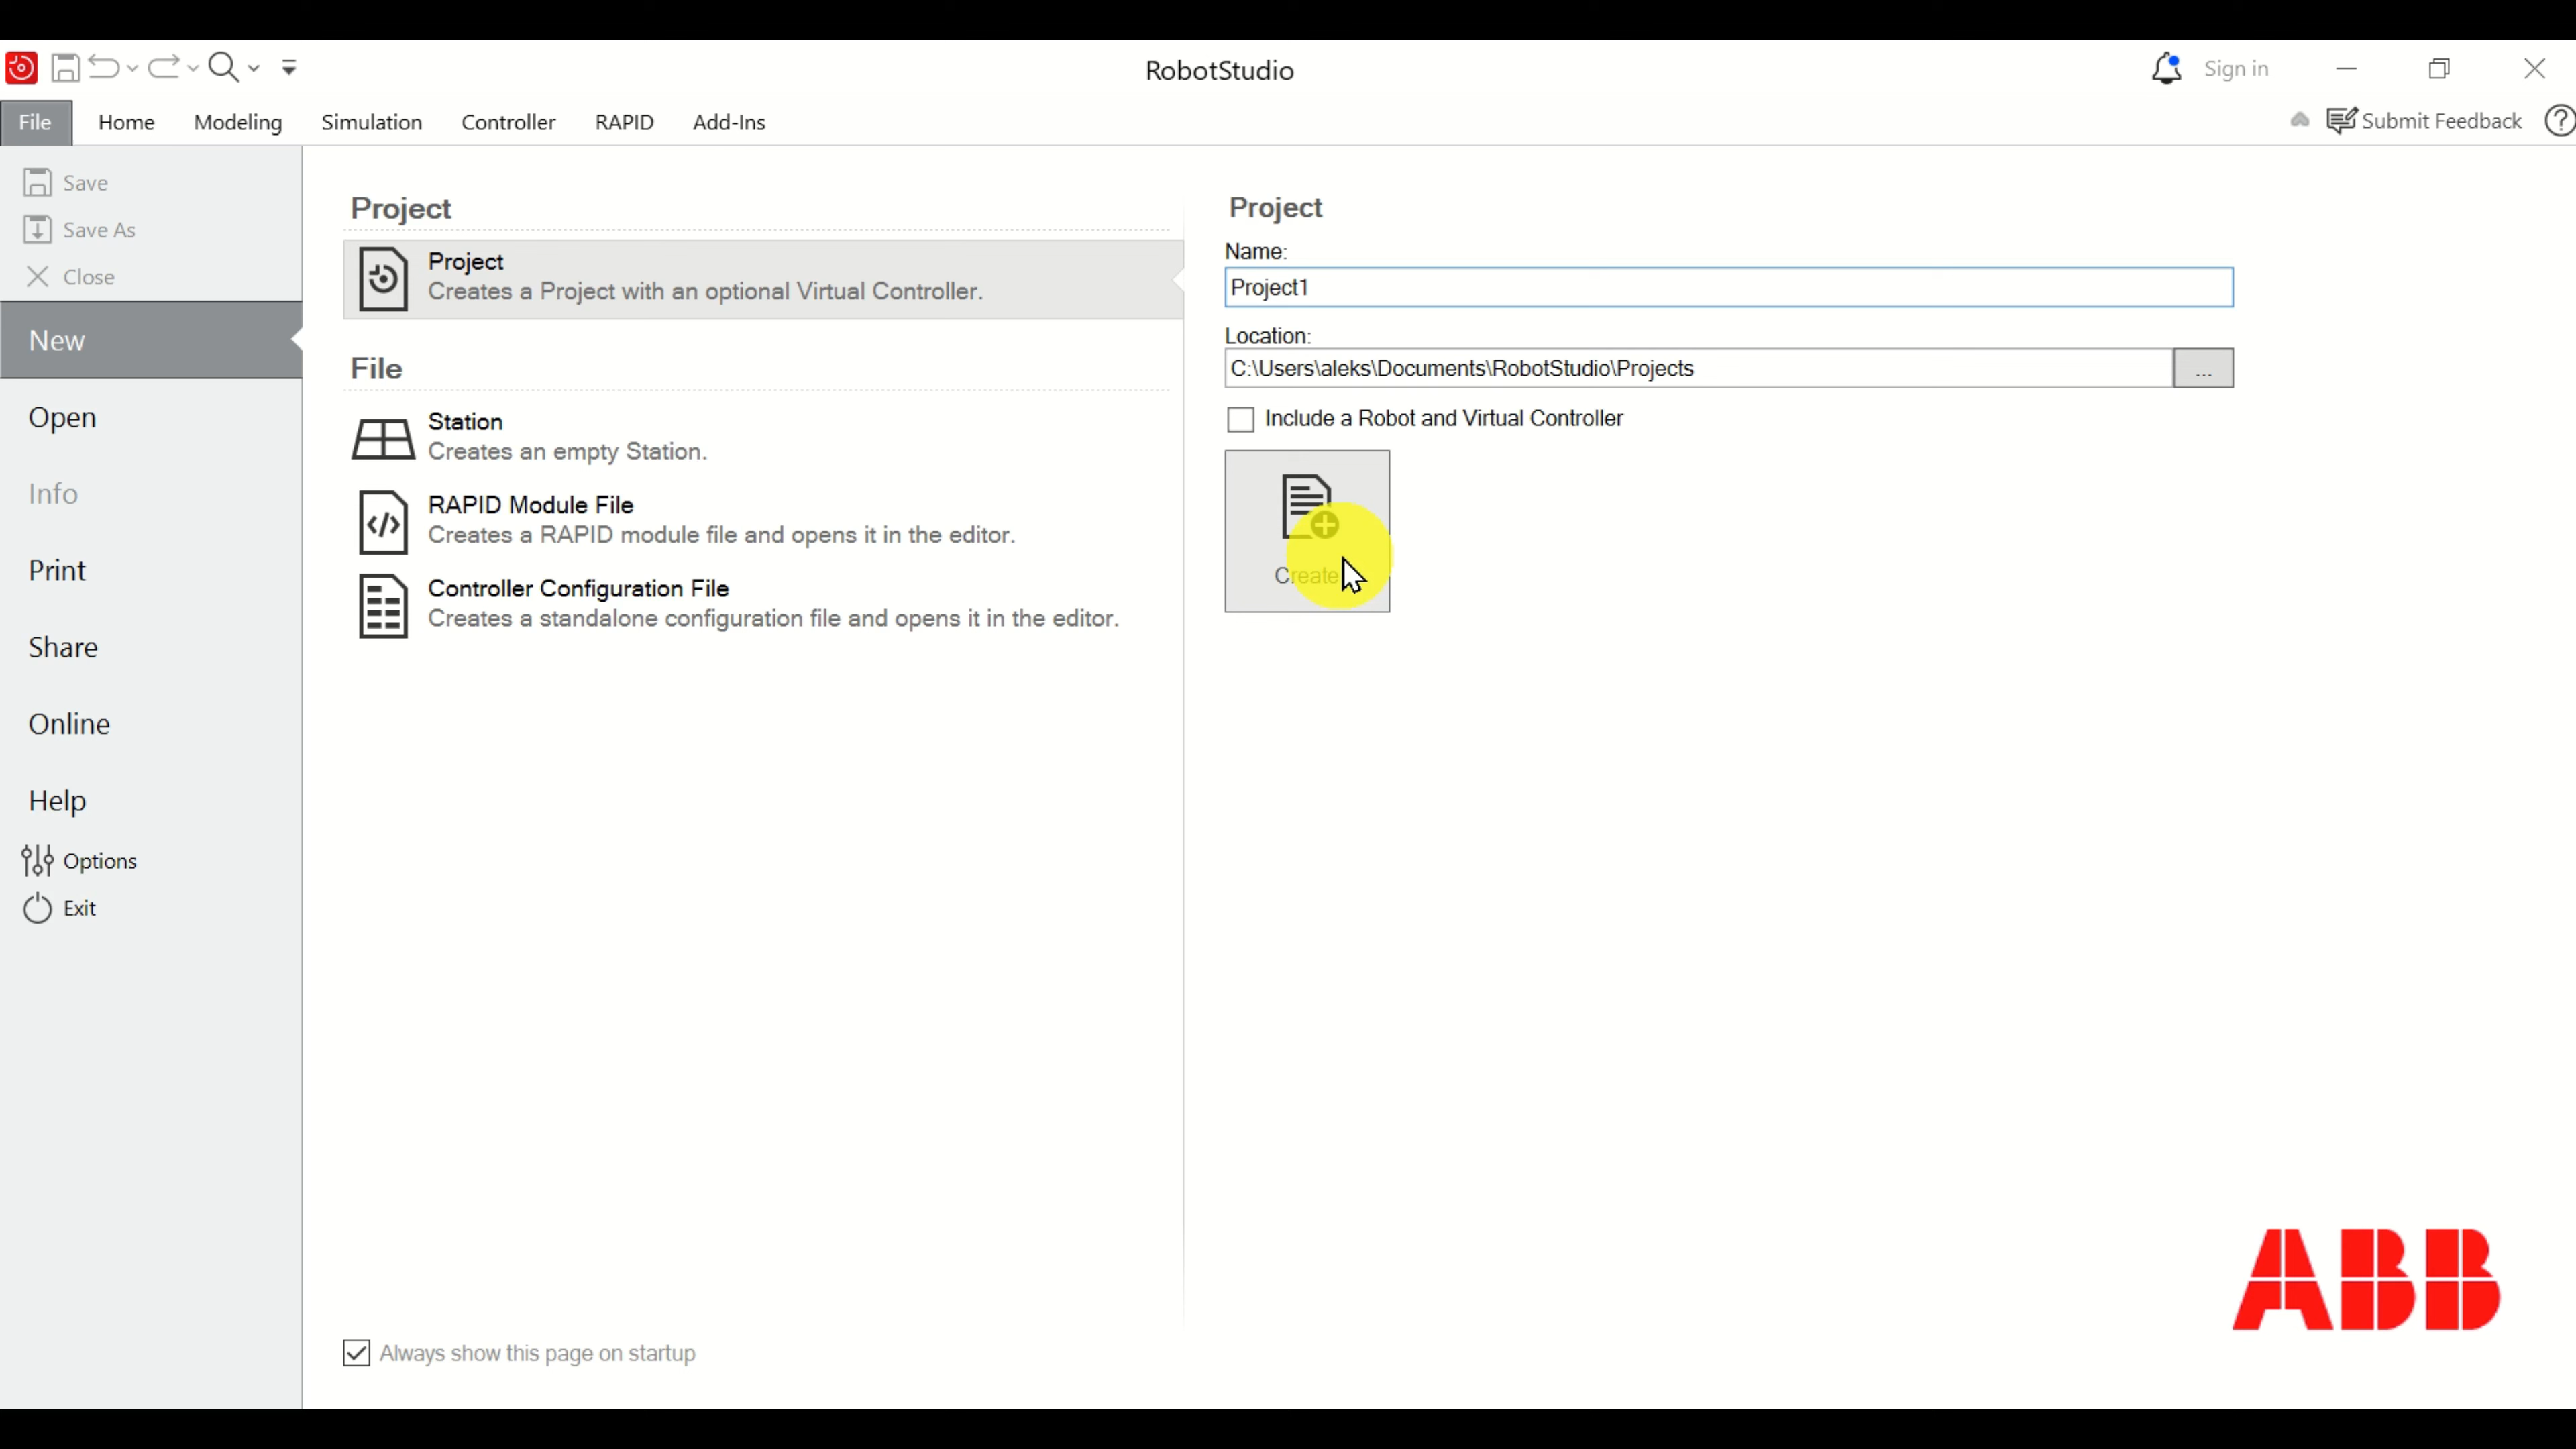 RobotStudio
Sign in
File Home Modeling Simulation Controller RAPID Add-Ins
Submit Feedback
Save
Save As
Close
New
Open
Info
Print
Share
Online
Help
Options
Exit
Project
Project
Creates a Project with an optional Virtual Controller.
File
Station
Creates an empty Station.
RAPID Module File
Creates a RAPID module file and opens it in the editor.
Controller Configuration File
Creates a standalone configuration file and opens it in the editor.
Always show this page on startup
Project
Name:
Project1
Location:
C:\Users\aleks\Documents\RobotStudio\Projects
...
Include a Robot and Virtual Controller
Create
ABB